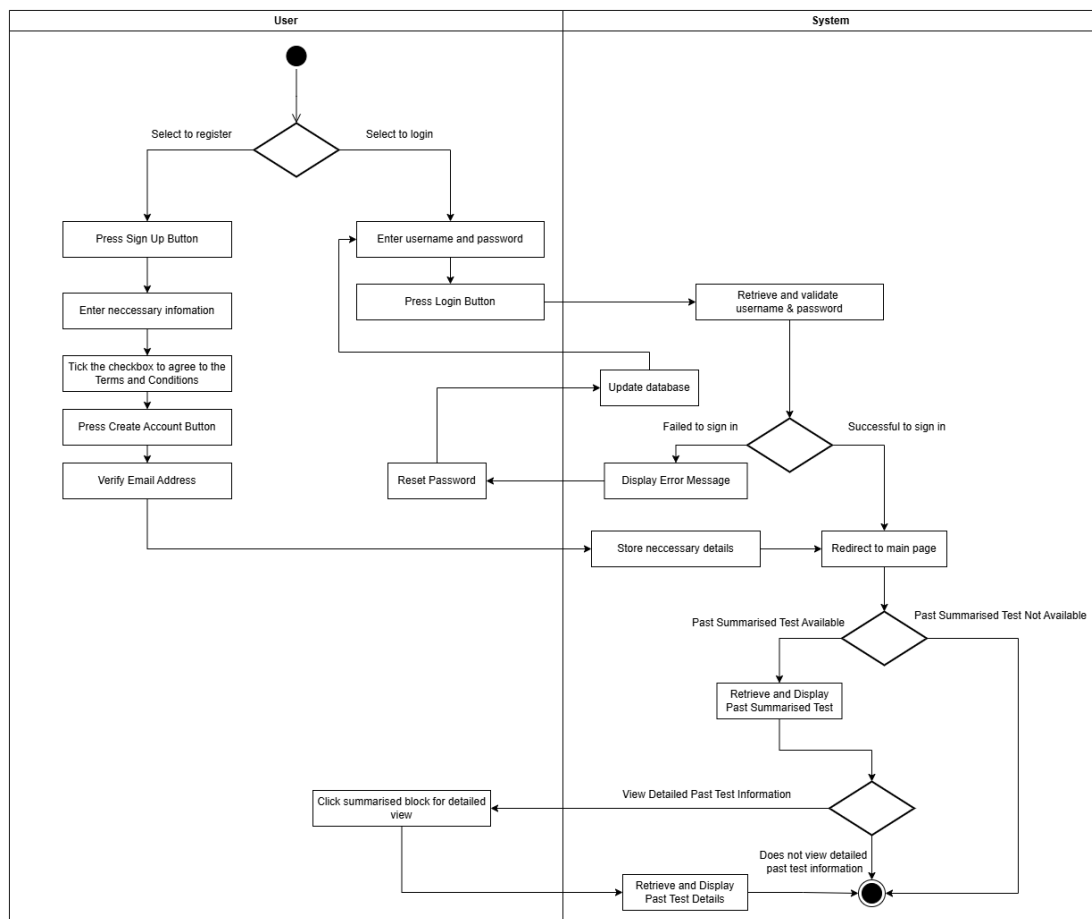 User
System
Select to register
Select to login
Press Sign Up Button
Enter username and password
Enter neccessary infomation
Press Login Button
Retrieve and validate
username & password
Tick the checkbox to agree to the
Terms and Conditions
Update database
Press Create Account Button
Failed to sign in
Successful to sign in
Verify Email Address
Reset Password
Display Error Message
Store neccessary details
Redirect to main page
Past Summarised Test Available
Past Summarised Test Not Available
Retrieve and Display
Past Summarised Test
View Detailed Past Test Information
Click summarised block for detailed
view
Does not view detailed
past test information
Retrieve and Display
Past Test Details